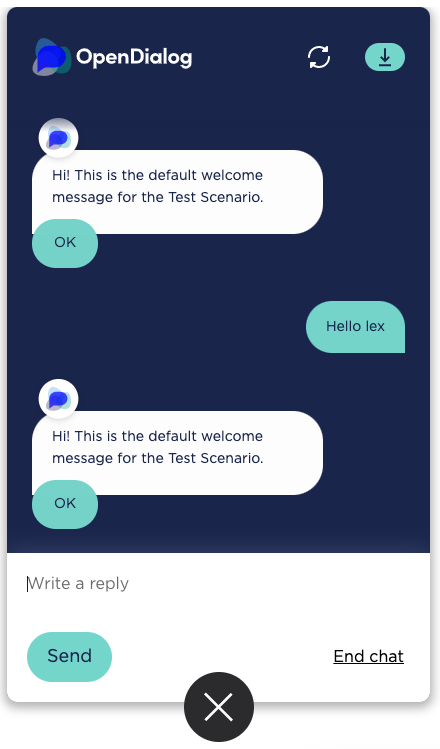 OpenDialog
Hi! This is the default welcome
message for the Test Scenario.
OK
Hello lex
Hi! This is the default welcome
message for the Test Scenario.
OK
Write a reply
Send
End chat